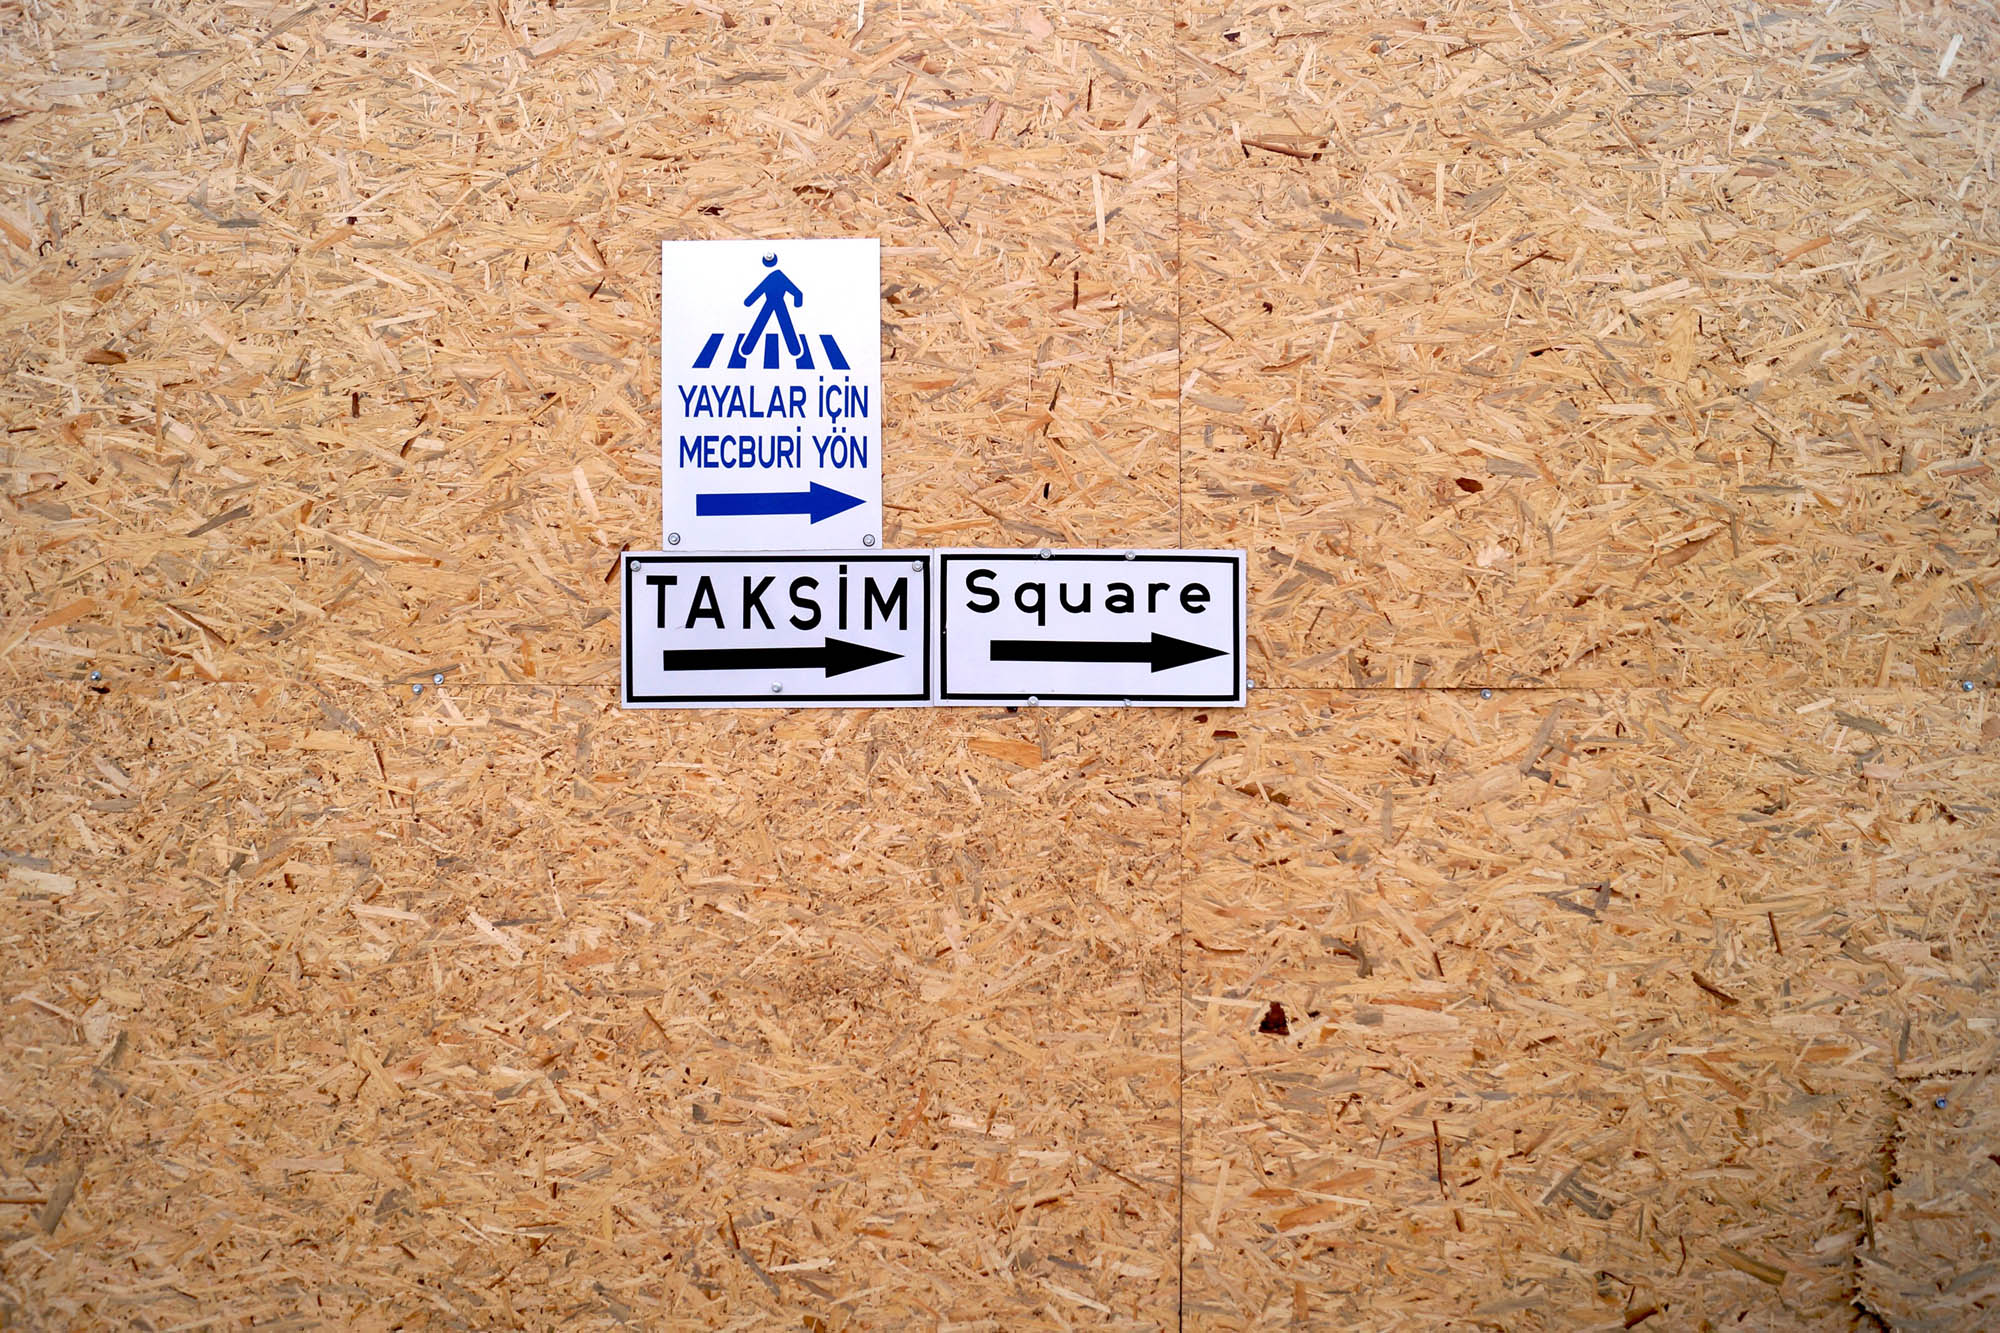 YAYALAR İÇİN
MECBURİ YÖN
TAKSİM
Square